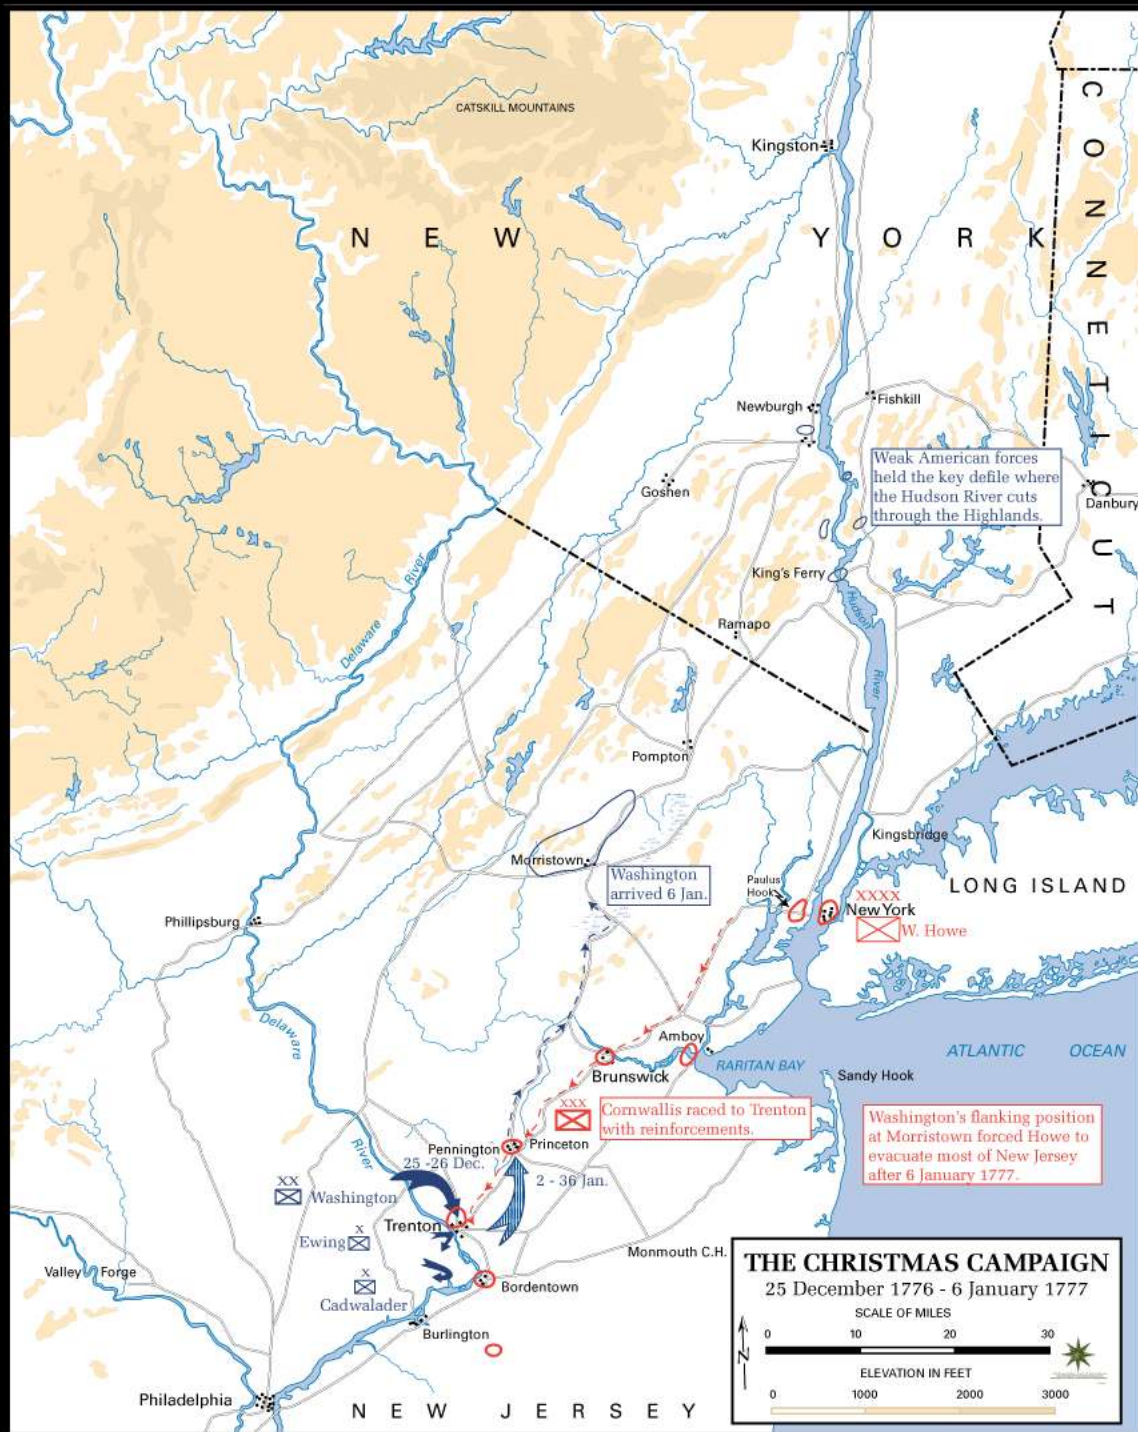 CATSKILL MOUNTAINS
Kingston
NEW YORK
CONNETICUT
Newburgh
Fishkill
Weak American forces
held the key defile where
the Hudson River cuts
through the Highlands.
Goshen
Danbury
King's Ferry
Hudson
River
Ramapo
Delaware
River
Pompton
Kingsbridge
Morristown
Washington
arrived 6 Jan.
Paulus
Hook
LONG ISLAND
XXXX
New York
W. Howe
Phillipsburg
Delaware
River
Amboy
Brunswick
RARITAN BAY
ATLANTIC OCEAN
Sandy Hook
XXX
Cornwallis raced to Trenton
with reinforcements.
Washington's flanking position
at Morristown forced Howe to
evacuate most of New Jersey
after 6 January 1777.
Pennington
Princeton
25 -26 Dec.
2 - 36 Jan.
XX
Washington
Trenton
X
Ewing
X
Cadwalader
Monmouth C.H.
Valley Forge
Bordentown
Burlington
Philadelphia
NEW JERSEY
THE CHRISTMAS CAMPAIGN
25 December 1776 - 6 January 1777
SCALE OF MILES
0 10 20 30
N
ELEVATION IN FEET
0 1000 2000 3000